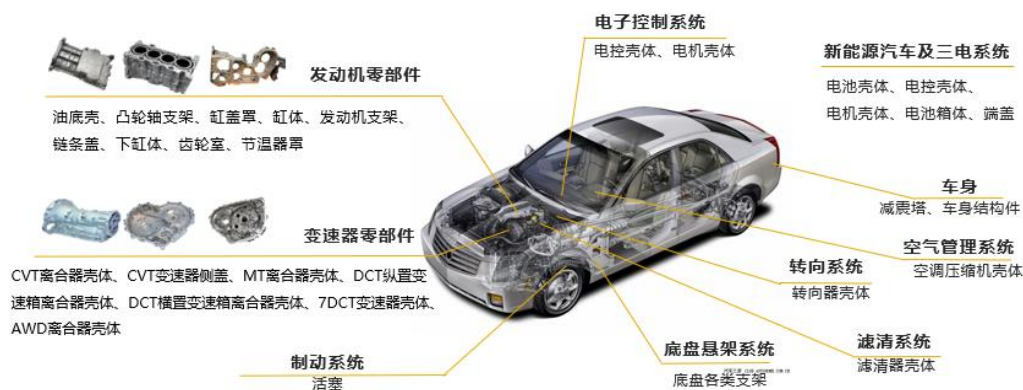 电子控制系统
电控壳体、电机壳体
新能源汽车及三电系统
电池壳体、电控壳体、
电机壳体、电池箱体、端盖
发动机零部件
油底壳、凸轮轴支架、缸盖罩、缸体、发动机支架、
链条盖、下缸体、齿轮室、节温器罩
车身
减震塔、车身结构件
变速器零部件
CVT离合器壳体、CVT变速器侧盖、MT离合器壳体、DCT纵置变
速箱离合器壳体、DCT横置变速箱离合器壳体、7DCT变速器壳体、
AWD离合器壳体
空气管理系统
空调压缩机壳体
转向系统
转向器壳体
滤清系统
滤清器壳体
底盘悬架系统
底盘各类支架
制动系统
活塞